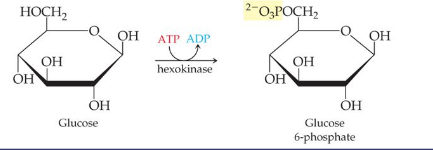 HOCH₂
O
OH
OH
OH
OH
ATP ADP
hexokinase
²⁻O₃POCH₂
O
OH
OH
OH
OH
Glucose
Glucose
6-phosphate